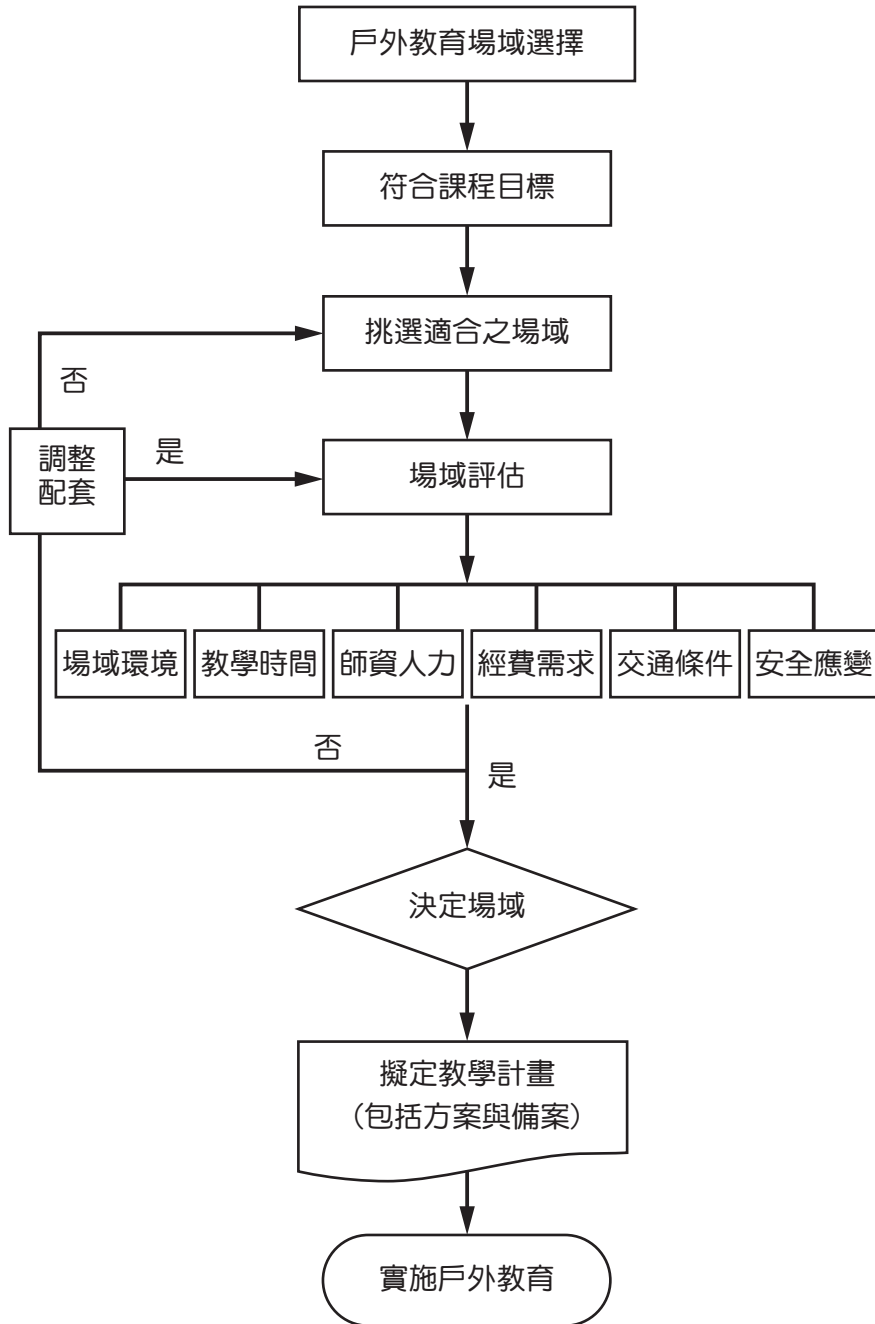 戶外教育場域選擇
符合課程目標
挑選適合之場域
否
調整
配套
是
場域評估
場域環境
教學時間
師資人力
經費需求
交通條件
安全應變
否
是
決定場域
擬定教學計畫
（包括方案與備案）
實施戶外教育